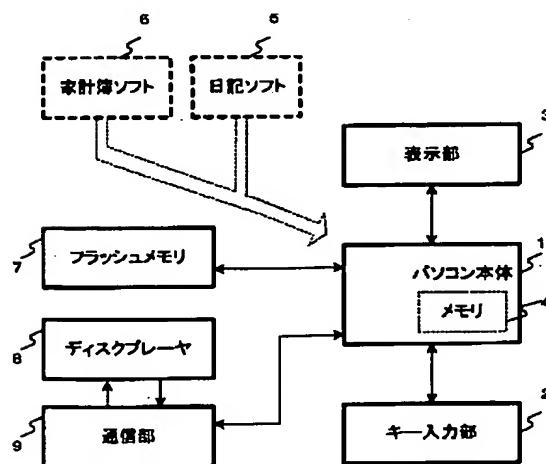 6
5
家計簿ソフト
日記ソフト
3
表示部
1
パソコン本体
メモリ
4
7
フラッシュメモリ
8
ディスクプレーヤ
9
通信部
2
キー入力部